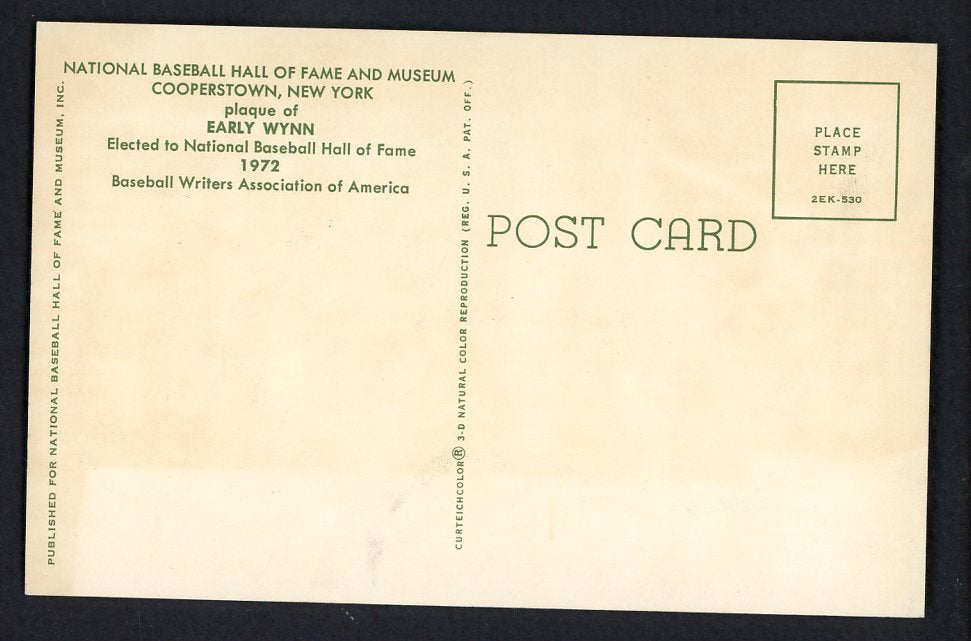 NATIONAL BASEBALL HALL OF FAME AND MUSEUM
COOPERSTOWN, NEW YORK
plaque of
EARLY WYNN
Elected to National Baseball Hall of Fame
1972
Baseball Writers Association of America
PUBLISHED FOR NATIONAL BASEBALL HALL OF FAME AND MUSEUM, INC.
CURTEICHCOLOR® 3-D NATURAL COLOR REPRODUCTION (REG. U. S. A. PAT. OFF.)
POST CARD
PLACE
STAMP
HERE
2EK-530